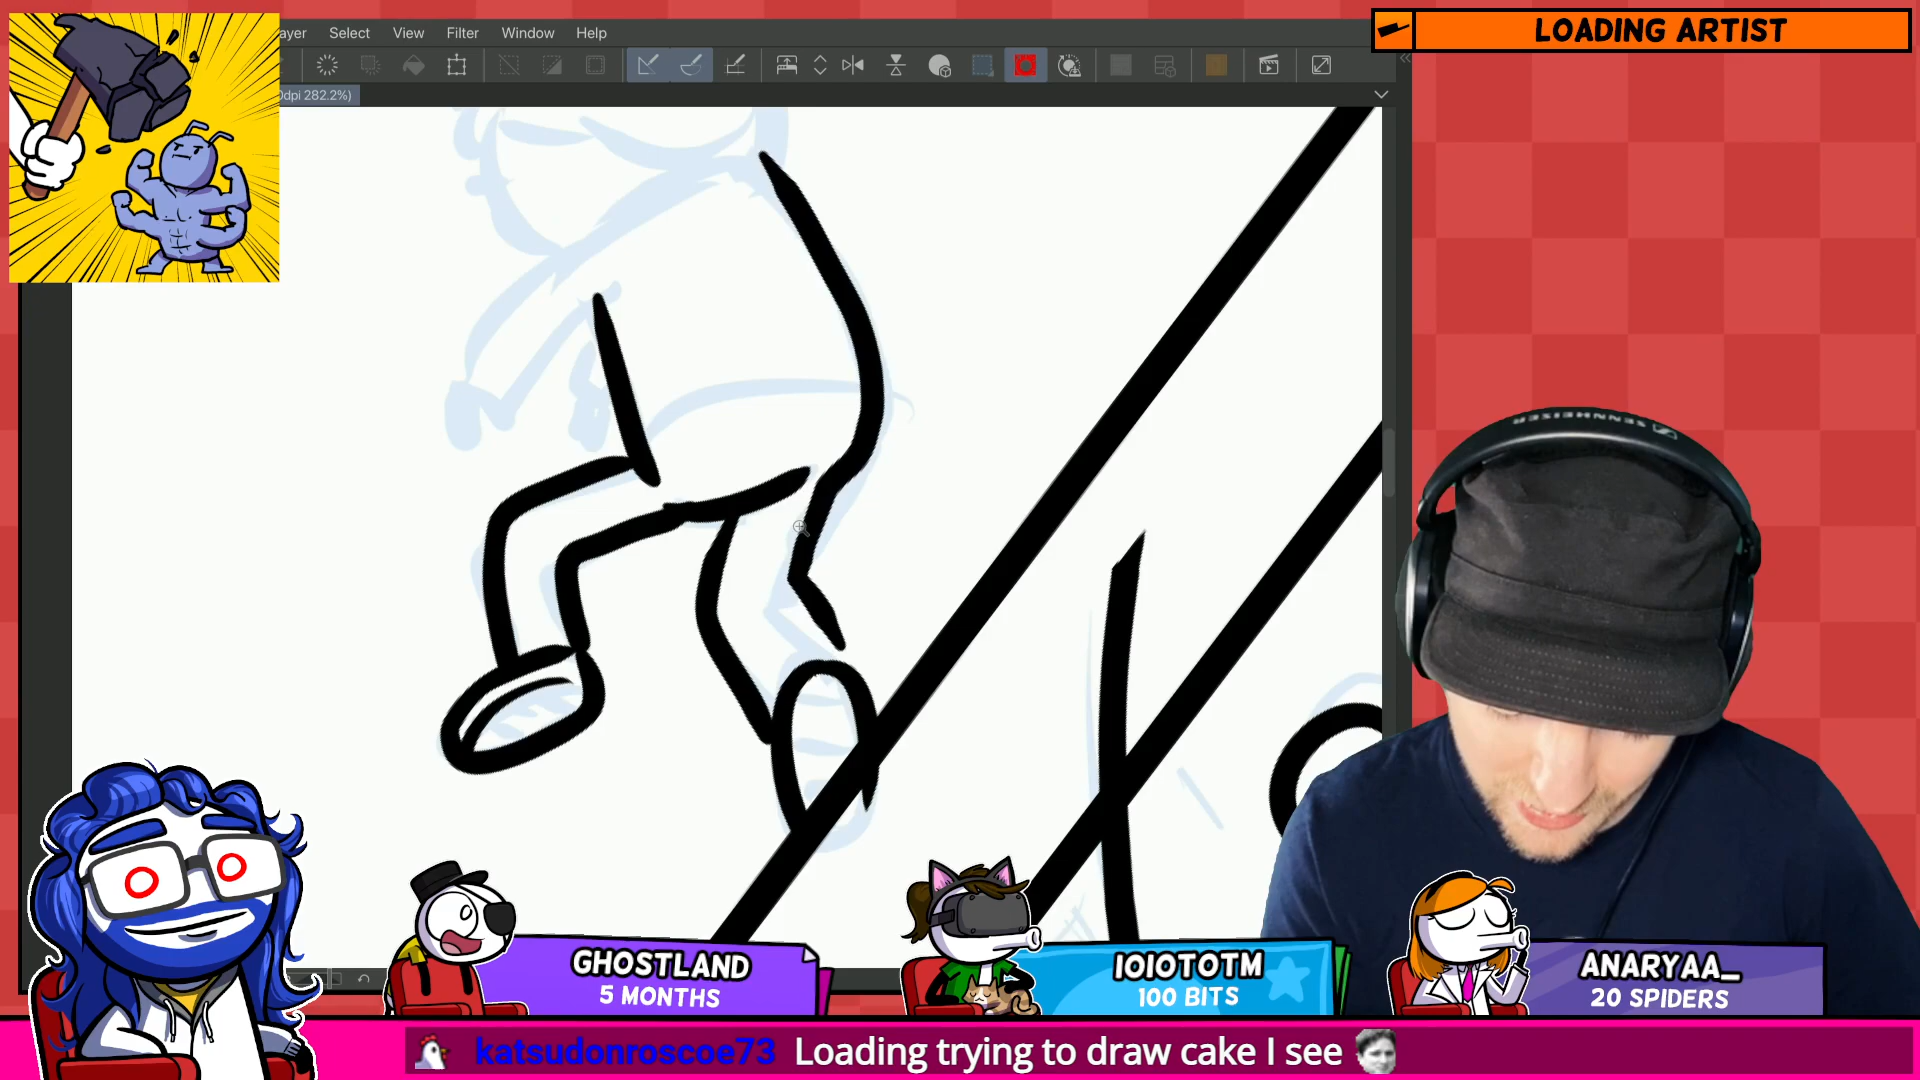 ayer Select View Filter Window Help
LOADING ARTIST
dpi 282.2%)
SENNHEISER
GHOSTLAND
5 MONTHS
IOIOTOTM
100 BITS
ANARYAA_
20 SPIDERS
katsudonroscoe73 Loading trying to draw cake I see